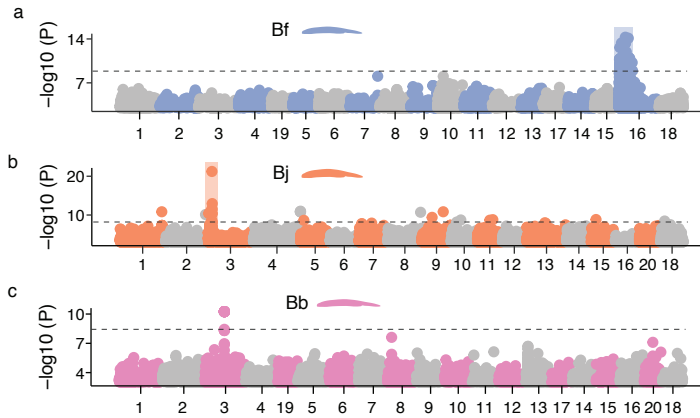 a
Bf
−log10 (P)
14
7
1 2 3 4 19 5 6 7 8 9 10 11 12 13 17 14 15 16 18
b
Bj
−log10 (P)
20
10
1 2 3 4 5 6 7 8 9 10 11 12 13 14 15 16 20 18
c
Bb
−log10 (P)
10
7
4
1 2 3 4 19 5 6 7 8 9 10 11 12 13 17 14 15 16 20 18